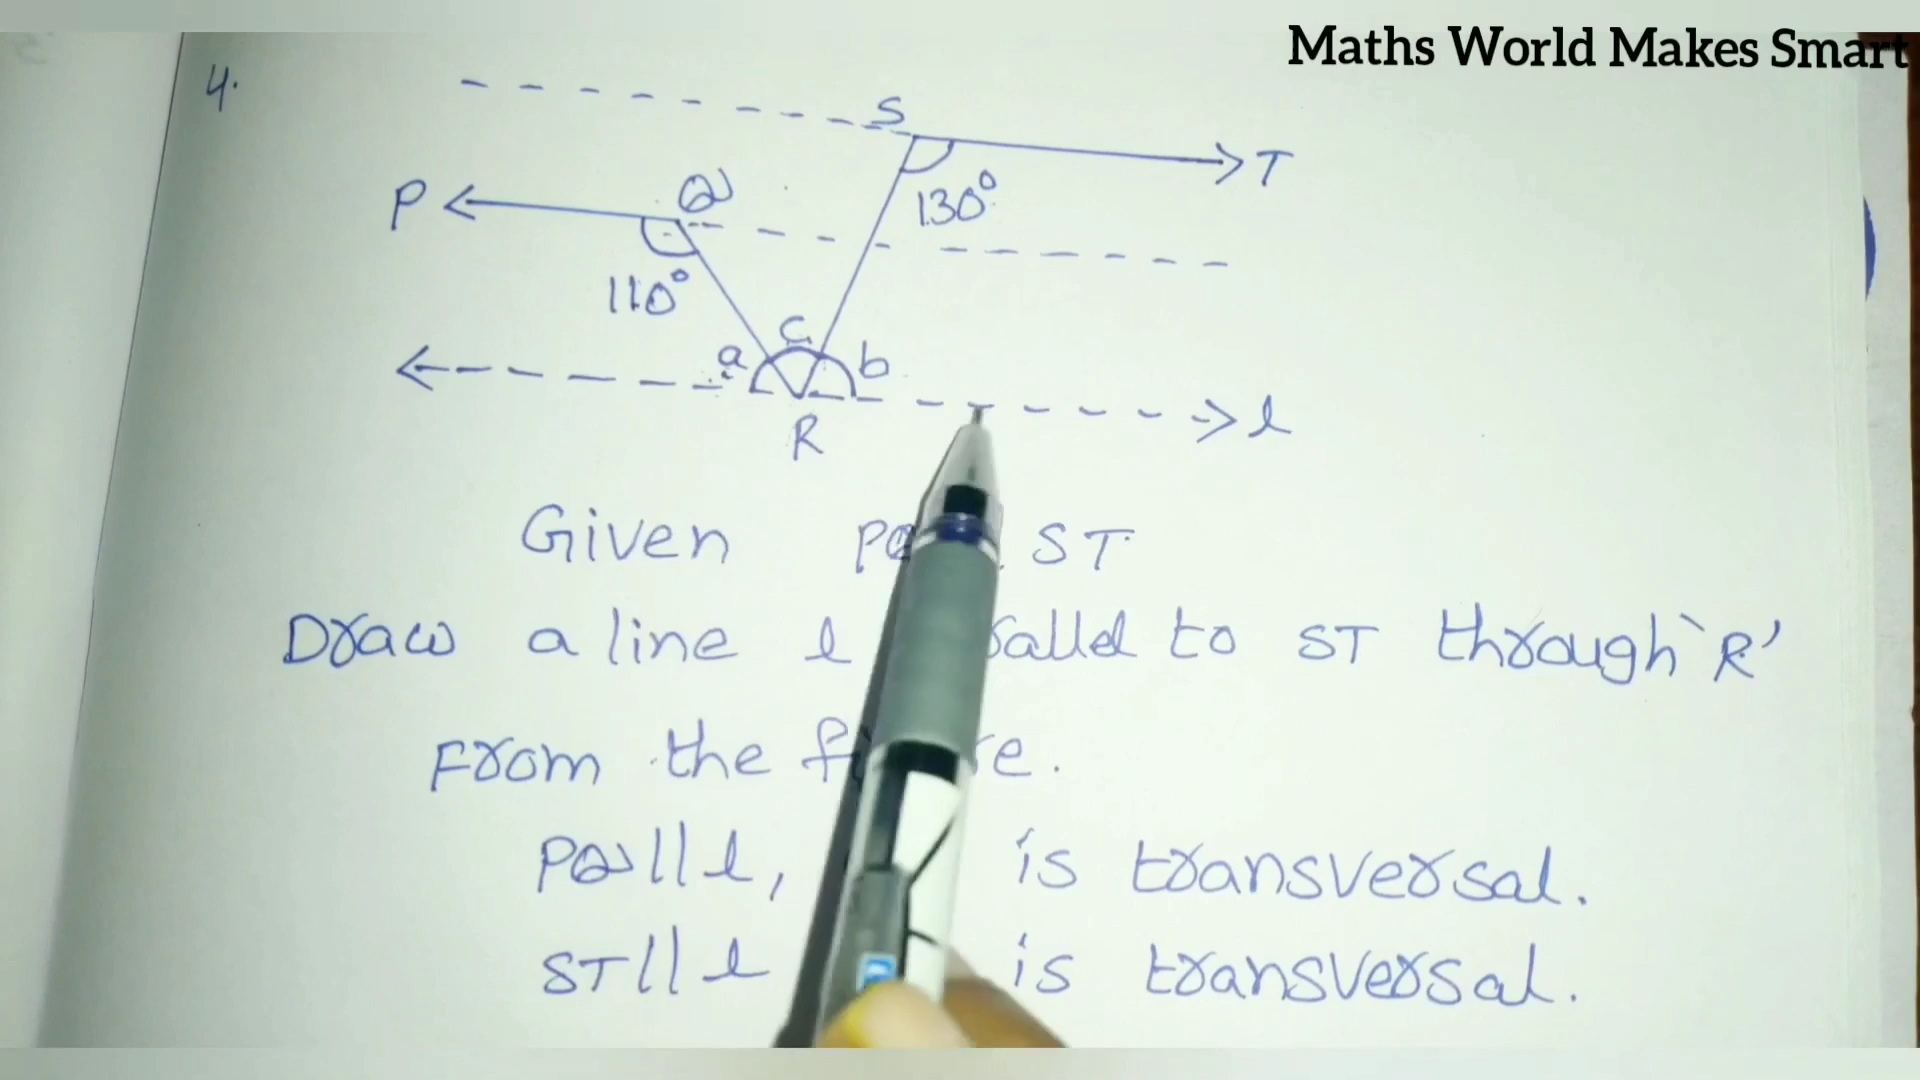 Maths World Makes Smart
4.
S
T
P
Q
130°
110°
C
a
b
R
l
Given ST
Draw a line l to ST through 'R'
From the
PQ||l, is transversal.
ST||l is transversal.